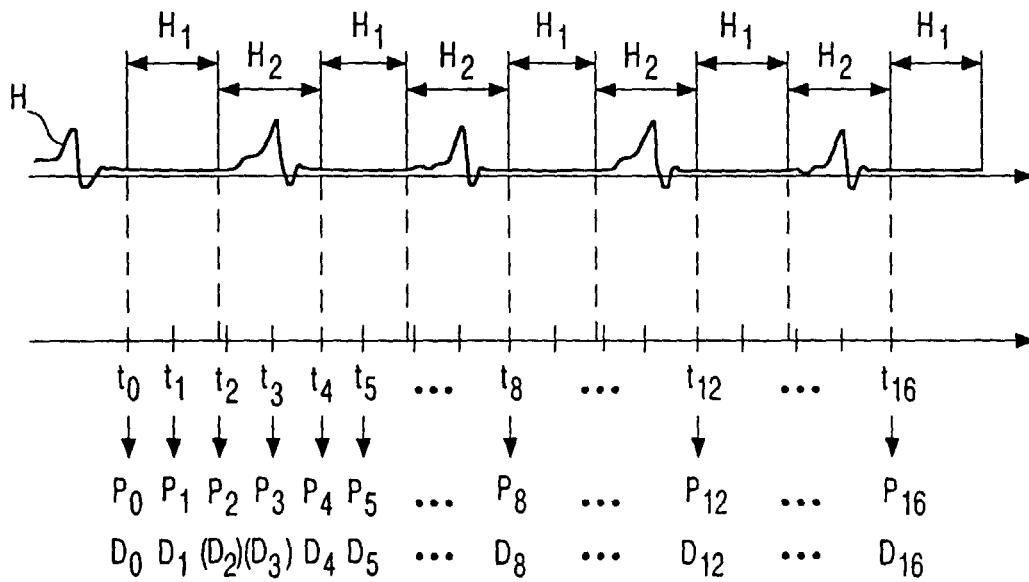 H₁ H₁ H₁ H₁ H₁
H₂ H₂ H₂ H₂
H
t₀ t₁ t₂ t₃ t₄ t₅ ••• t₈ ••• t₁₂ ••• t₁₆
P₀ P₁ P₂ P₃ P₄ P₅ ••• P₈ ••• P₁₂ ••• P₁₆
D₀ D₁ (D₂)(D₃) D₄ D₅ ••• D₈ ••• D₁₂ ••• D₁₆